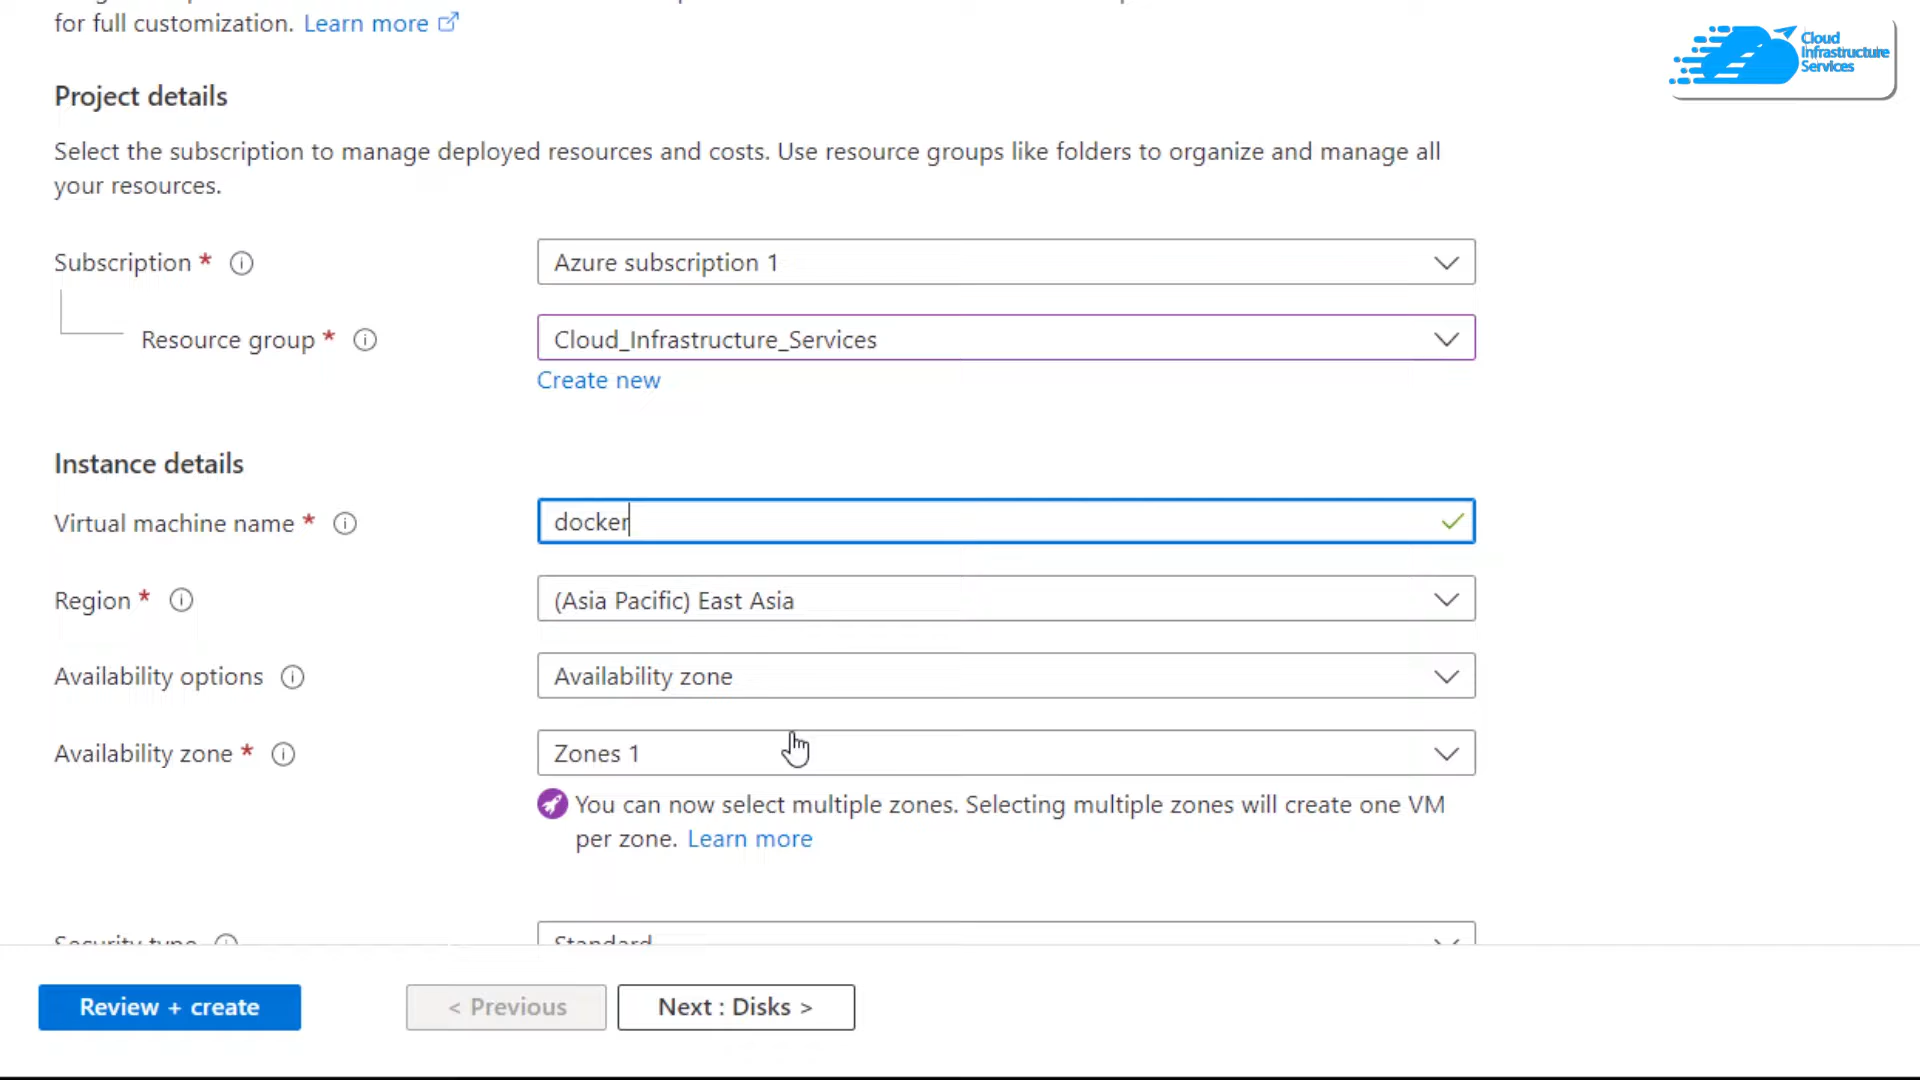 for full customization. Learn more
Cloud
Infrastructure
Services
Project details
Select the subscription to manage deployed resources and costs. Use resource groups like folders to organize and manage all
your resources.
Subscription *
Azure subscription 1
Resource group *
Cloud_Infrastructure_Services
Create new
Instance details
Virtual machine name *
docker
Region *
(Asia Pacific) East Asia
Availability options
Availability zone
Availability zone *
Zones 1
You can now select multiple zones. Selecting multiple zones will create one VM
per zone. Learn more
Security type
Standard
Review + create
< Previous
Next : Disks >